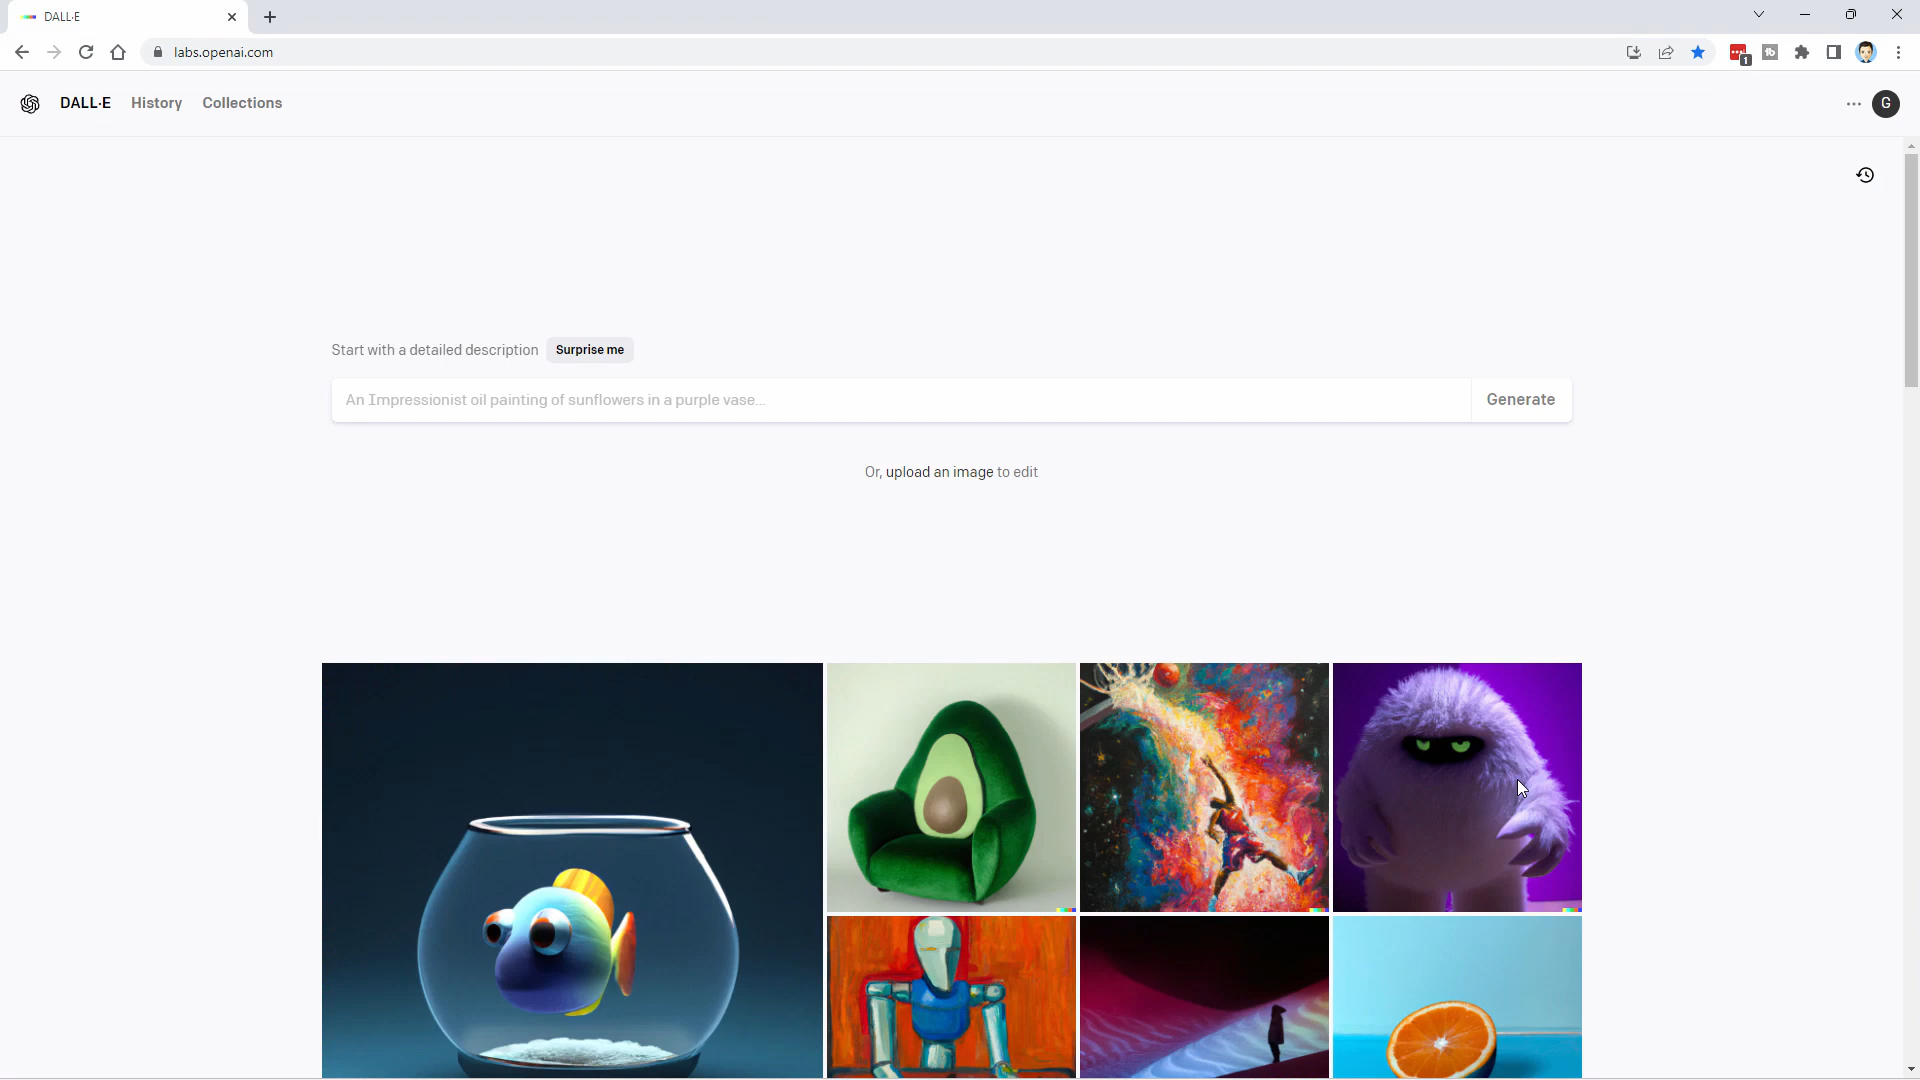 DALL·E
labs.openai.com
1
DALL·E History Collections
G
Start with a detailed description Surprise me
An Impressionist oil painting of sunflowers in a purple vase...
Generate
Or, upload an image to edit